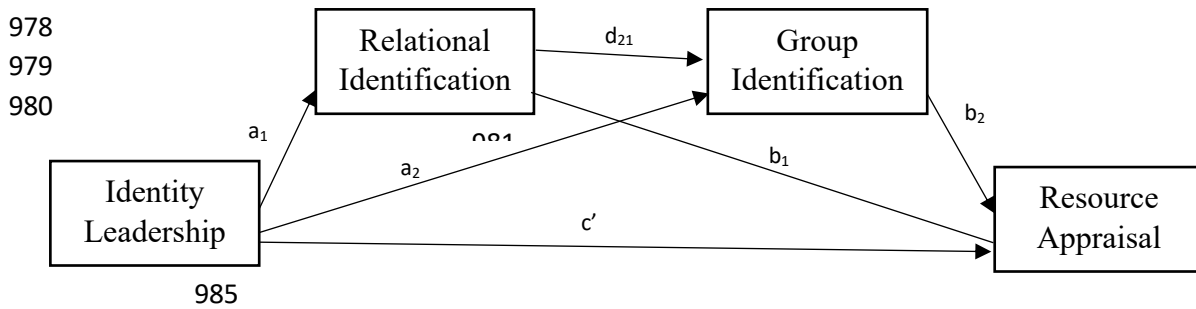 978
979
980
Relational
Identification
d21
Group
Identification
a1
a2
b1
b2
Identity
Leadership
c’
Resource
Appraisal
985